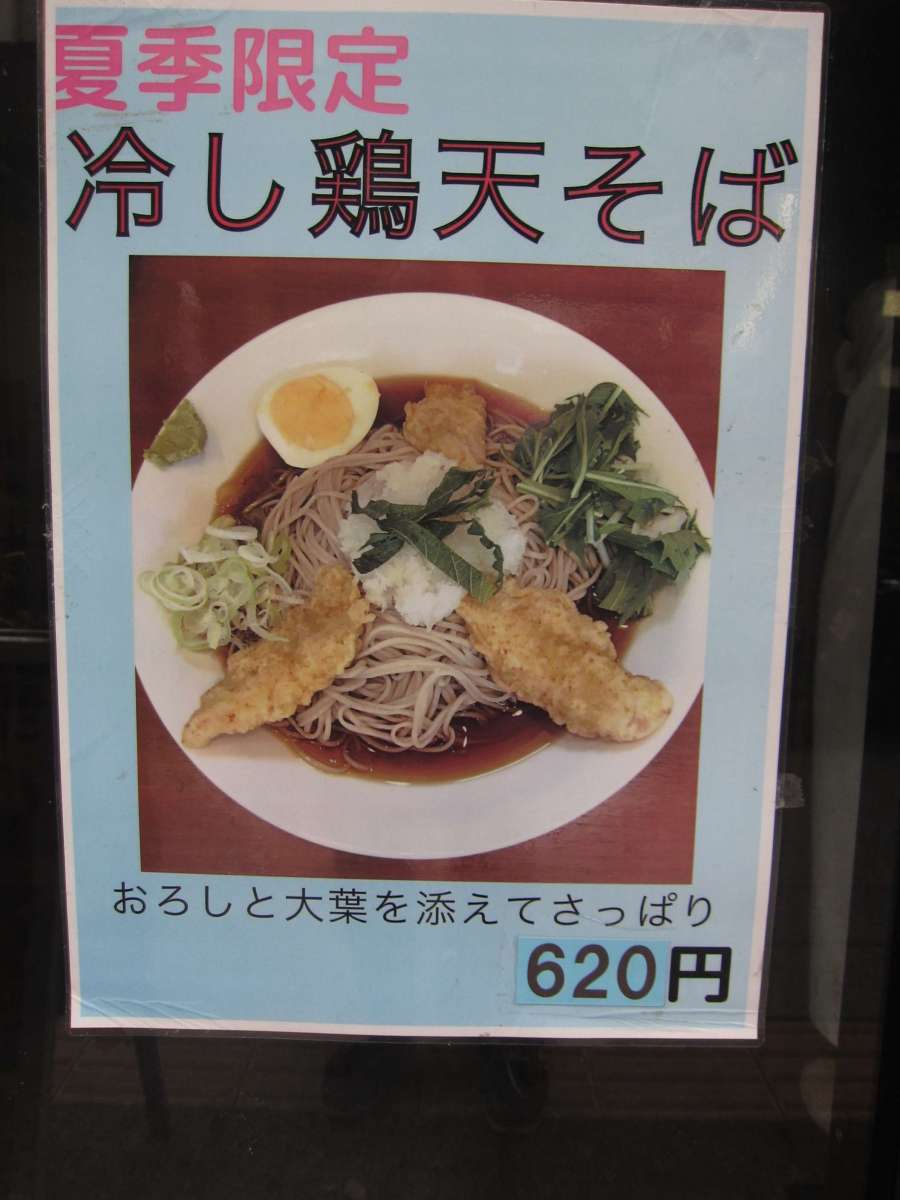 夏季限定
冷し鶏天そば
おろしと大葉を添えてさっぱり
620円